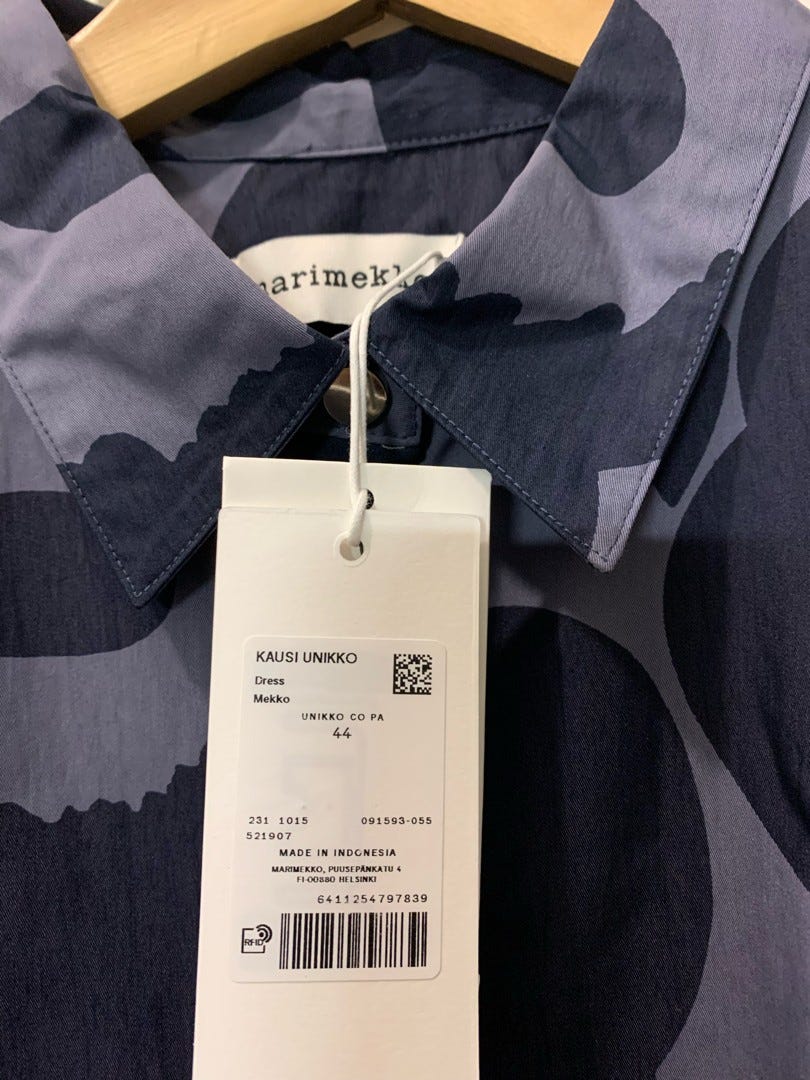 marimekko
KAUSI UNIKKO
Dress
Mekko
UNIKKO CO PA
44
231 1015 091593-055
521907
MADE IN INDONESIA
MARIMEKKO, PUUSEPÄNKATU 4
FI-00880 HELSINKI
6411254797839
RFID